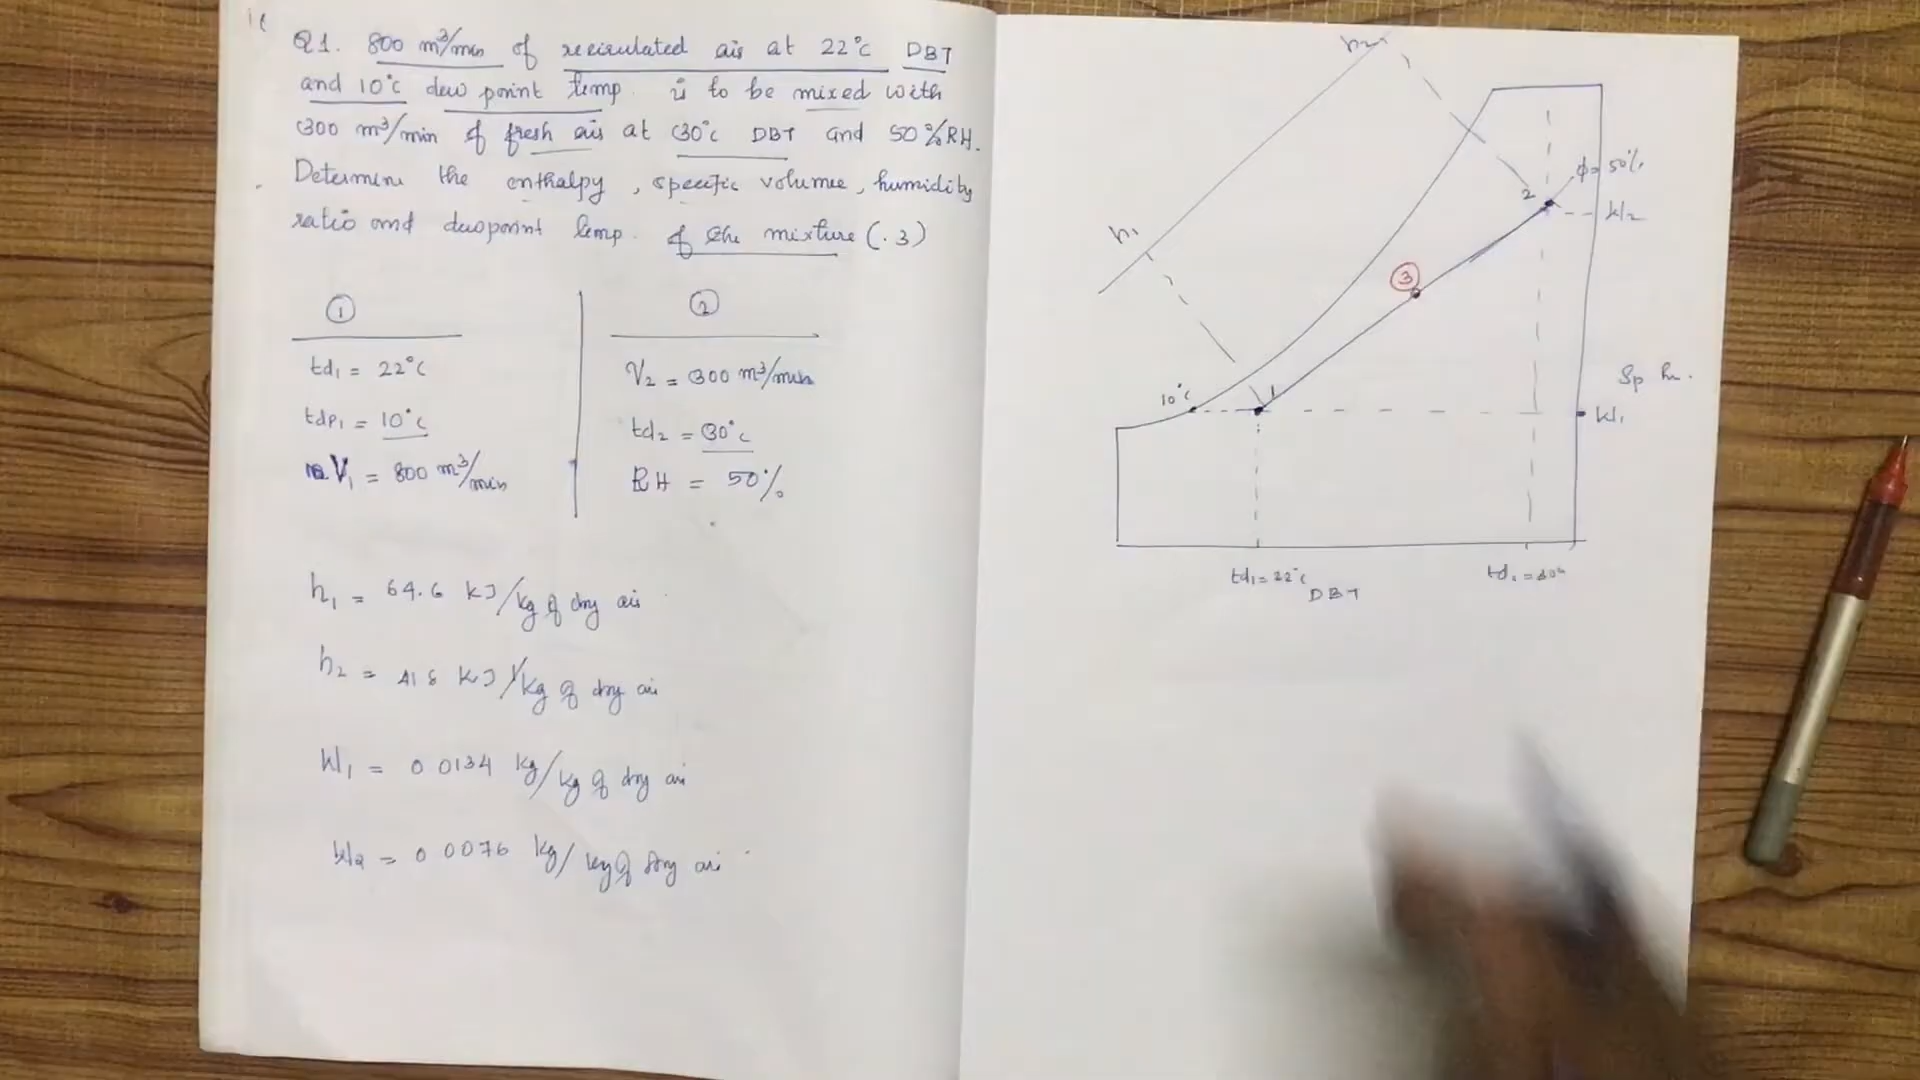 Q1. 800 m³/min of recirculated air at 22°C DBT
and 10°C dew point temp. is to be mixed with
300 m³/min of fresh air at 30°C DBT and 50% RH.
Determine the enthalpy, specific volume, humidity
ratio and dewpoint temp. of the mixture (.3)
①
td₁ = 22°C
tdp₁ = 10°C
V₁ = 800 m³/min
②
V₂ = 300 m³/min
td₂ = 30°C
RH = 50%
h₁ = 64.6 kJ/kg of dry air
h₂ = 41.8 kJ/kg of dry air
W₁ = 0.0134 kg/kg of dry air
W₂ = 0.0076 kg/kg of dry air
h₂
h₁
φ = 50%
2
W₂
③
Sp hu.
10°C
1
W₁
td₁ = 22°C
DBT